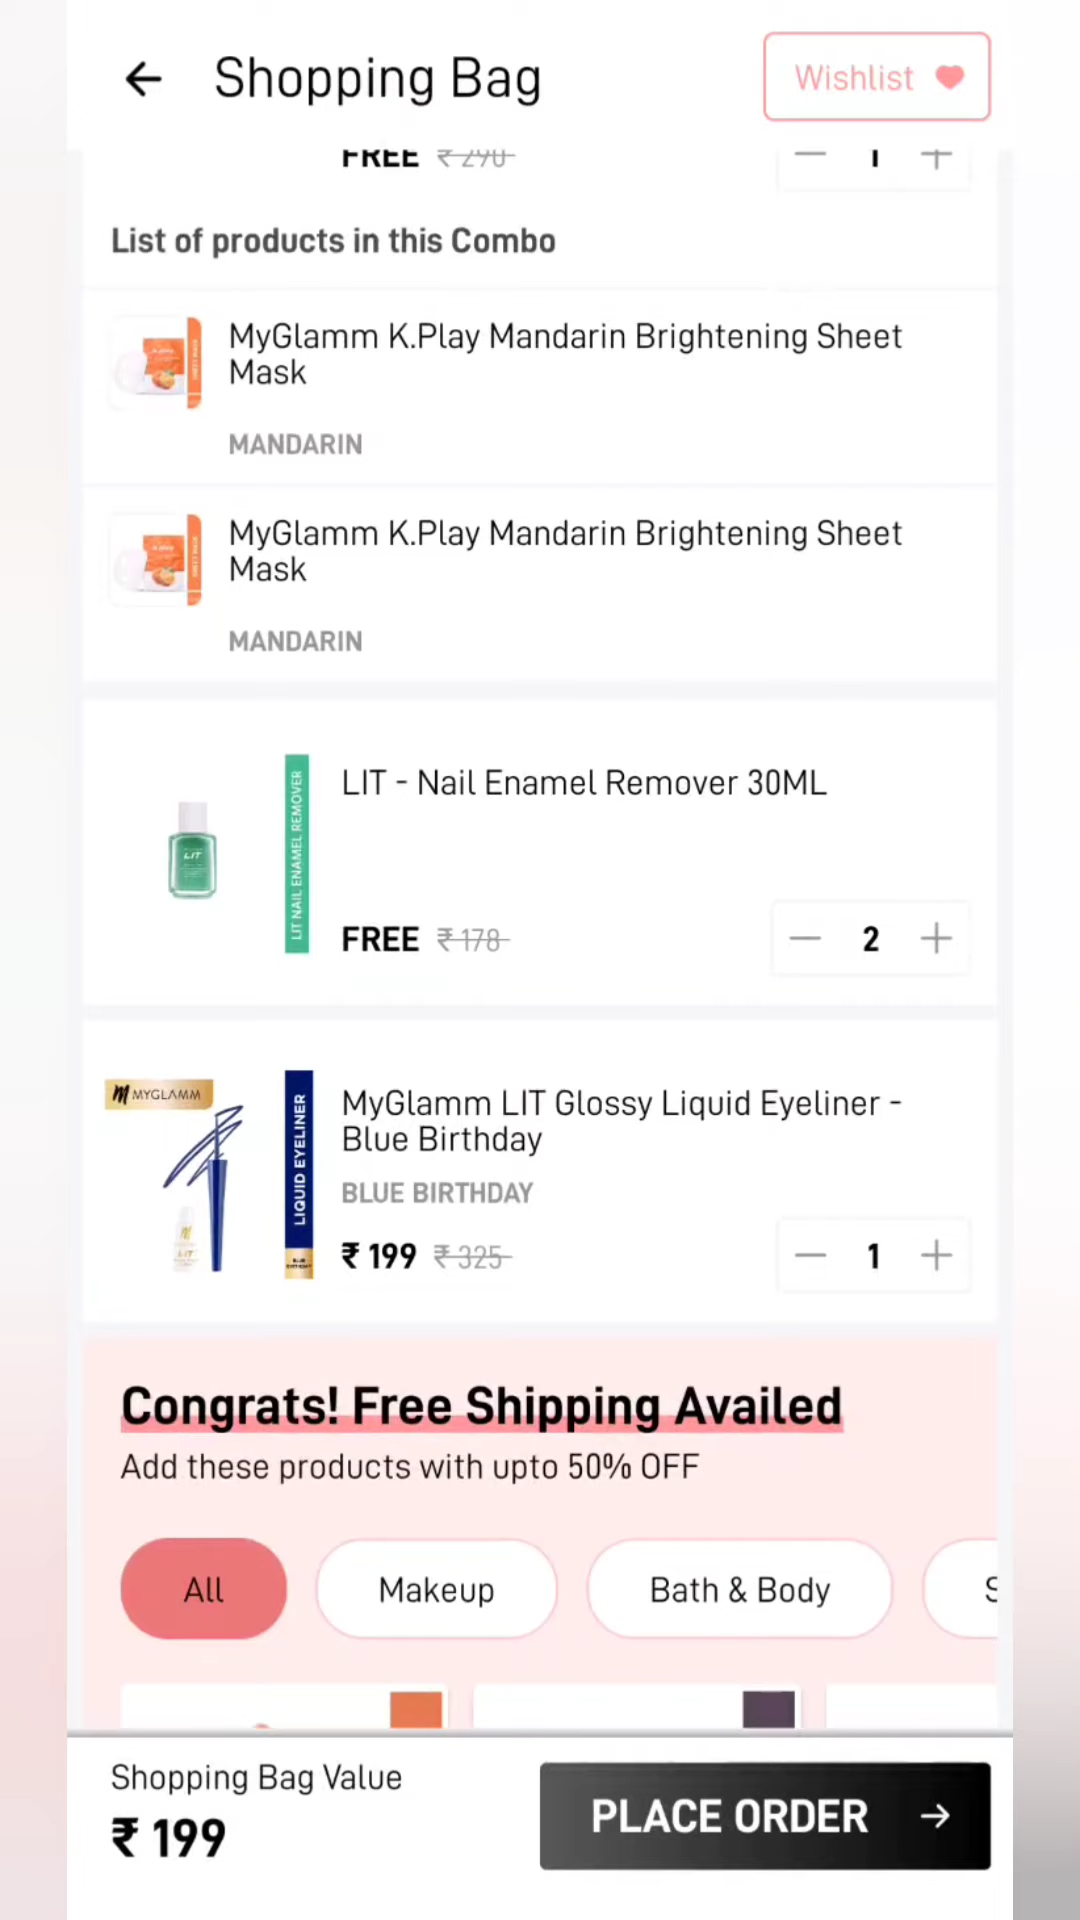 Shopping Bag
Wishlist
FREE ₹ 290
1
List of products in this Combo
MyGlamm K.Play Mandarin Brightening Sheet
Mask
MANDARIN
MyGlamm K.Play Mandarin Brightening Sheet
Mask
MANDARIN
LIT NAIL ENAMEL REMOVER
LIT
LIT - Nail Enamel Remover 30ML
FREE ₹ 178
2
MYGLAMM
LIQUID EYELINER
MyGlamm LIT Glossy Liquid Eyeliner -
Blue Birthday
BLUE BIRTHDAY
₹ 199 ₹ 325
1
Congrats! Free Shipping Availed
Add these products with upto 50% OFF
All
Makeup
Bath & Body
S
Shopping Bag Value
₹ 199
PLACE ORDER